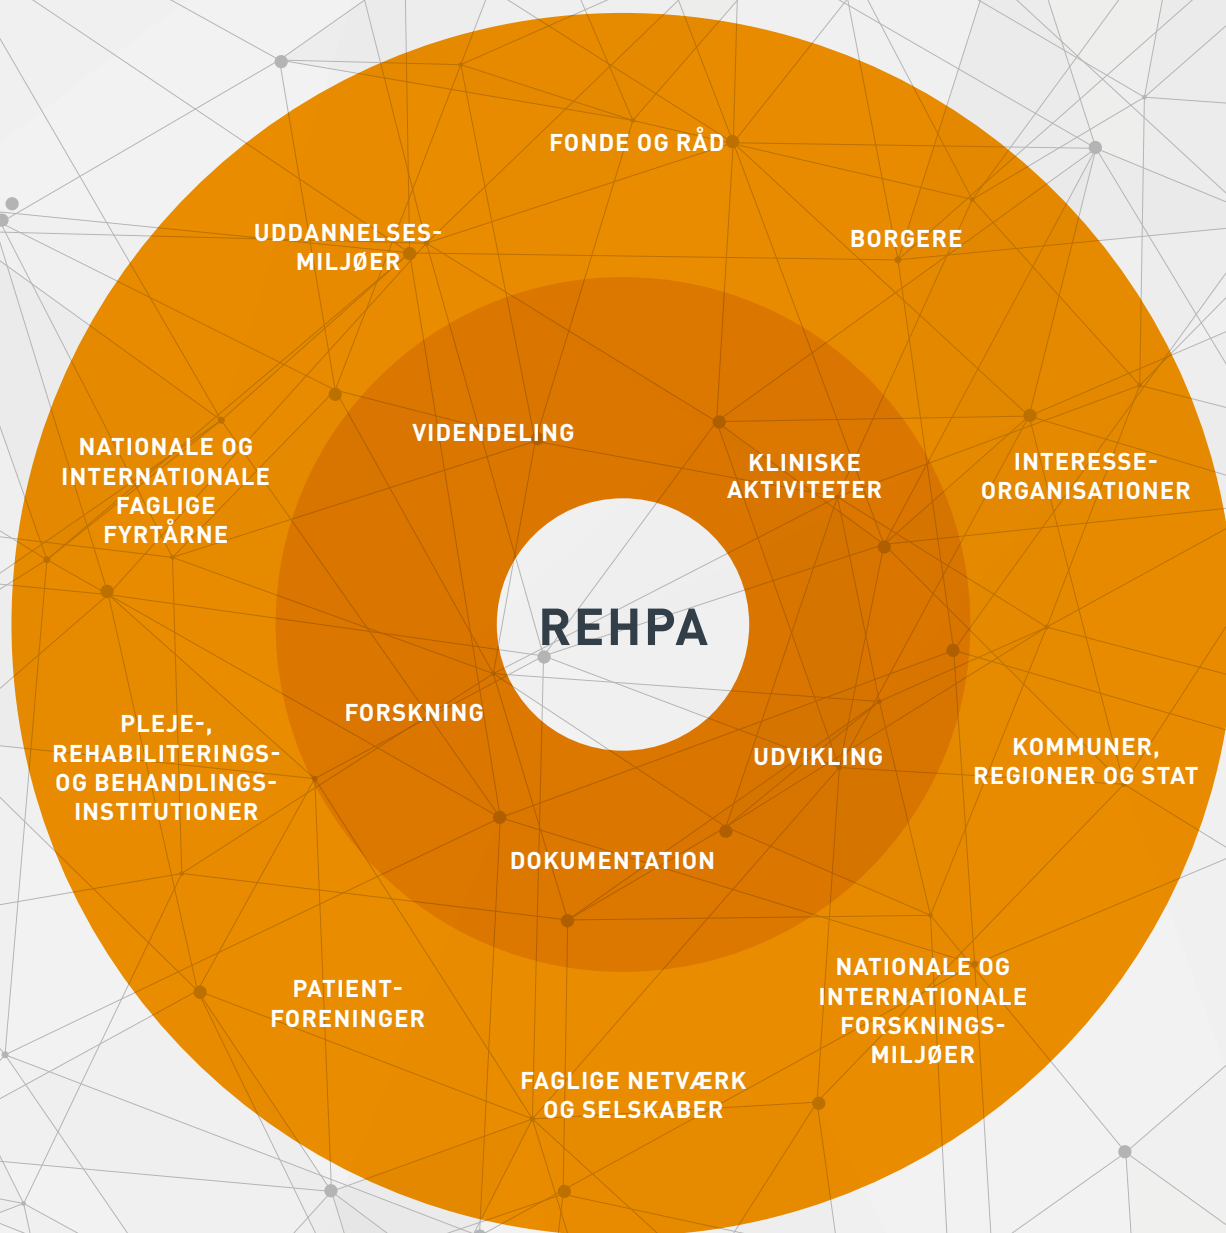 FONDE OG RÅD
UDDANNELSES-
MILJØER
BORGERE
VIDENDELING
KLINISKE
AKTIVITETER
NATIONALE OG
INTERNATIONALE
FAGLIGE
FYRTÅRNE
INTERESSE-
ORGANISATIONER
REHPA
FORSKNING
UDVIKLING
PLEJE-,
REHABILITERINGS-
OG BEHANDLINGS-
INSTITUTIONER
KOMMUNER,
REGIONER OG STAT
DOKUMENTATION
PATIENT-
FORENINGER
NATIONALE OG
INTERNATIONALE
FORSKNINGS-
MILJØER
FAGLIGE NETVÆRK
OG SELSKABER